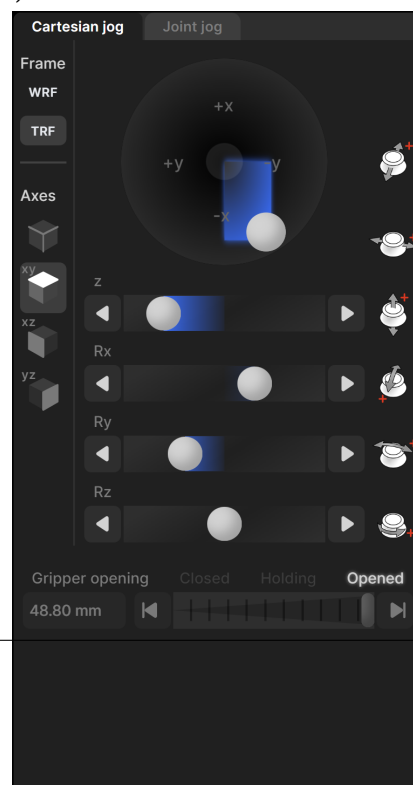 Cartesian jog
Joint jog
Frame
WRF
TRF
Axes
xy
xz
yz
+x
+y
y
-x
z
Rx
Ry
Rz
Gripper opening
Closed
Holding
Opened
48.80 mm